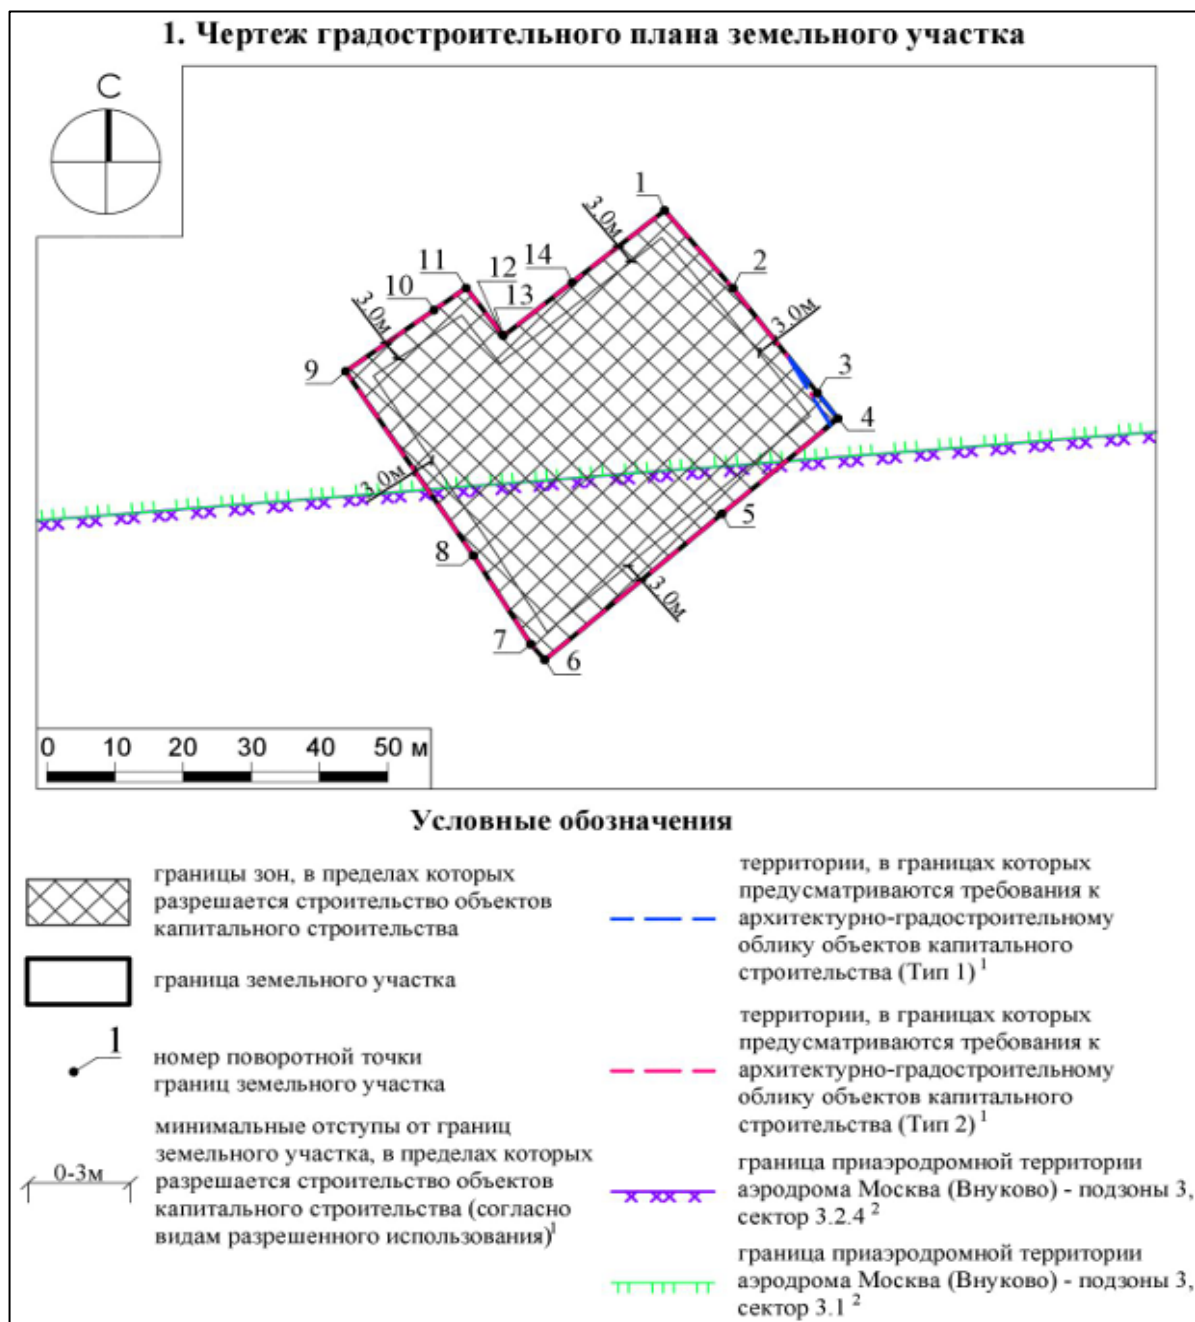 1. Чертеж градостроительного плана земельного участка
С
1
3.0м
2
14
12
11
13
10
3.0м
3.0м
9
3
4
3.0м
5
8
3.0м
7
6
0 10 20 30 40 50 м
Условные обозначения
границы зон, в пределах которых
разрешается строительство объектов
капитального строительства
граница земельного участка
1
номер поворотной точки
границ земельного участка
0-3м
минимальные отступы от границ
земельного участка, в пределах которых
разрешается строительство объектов
капитального строительства (согласно
видам разрешенного использования)¹
территории, в границах которых
предусматриваются требования к
архитектурно-градостроительному
облику объектов капитального
строительства (Тип 1) ¹
территории, в границах которых
предусматриваются требования к
архитектурно-градостроительному
облику объектов капитального
строительства (Тип 2) ¹
граница приаэродромной территории
аэродрома Москва (Внуково) - подзоны 3,
сектор 3.2.4 ²
граница приаэродромной территории
аэродрома Москва (Внуково) - подзоны 3,
сектор 3.1 ²